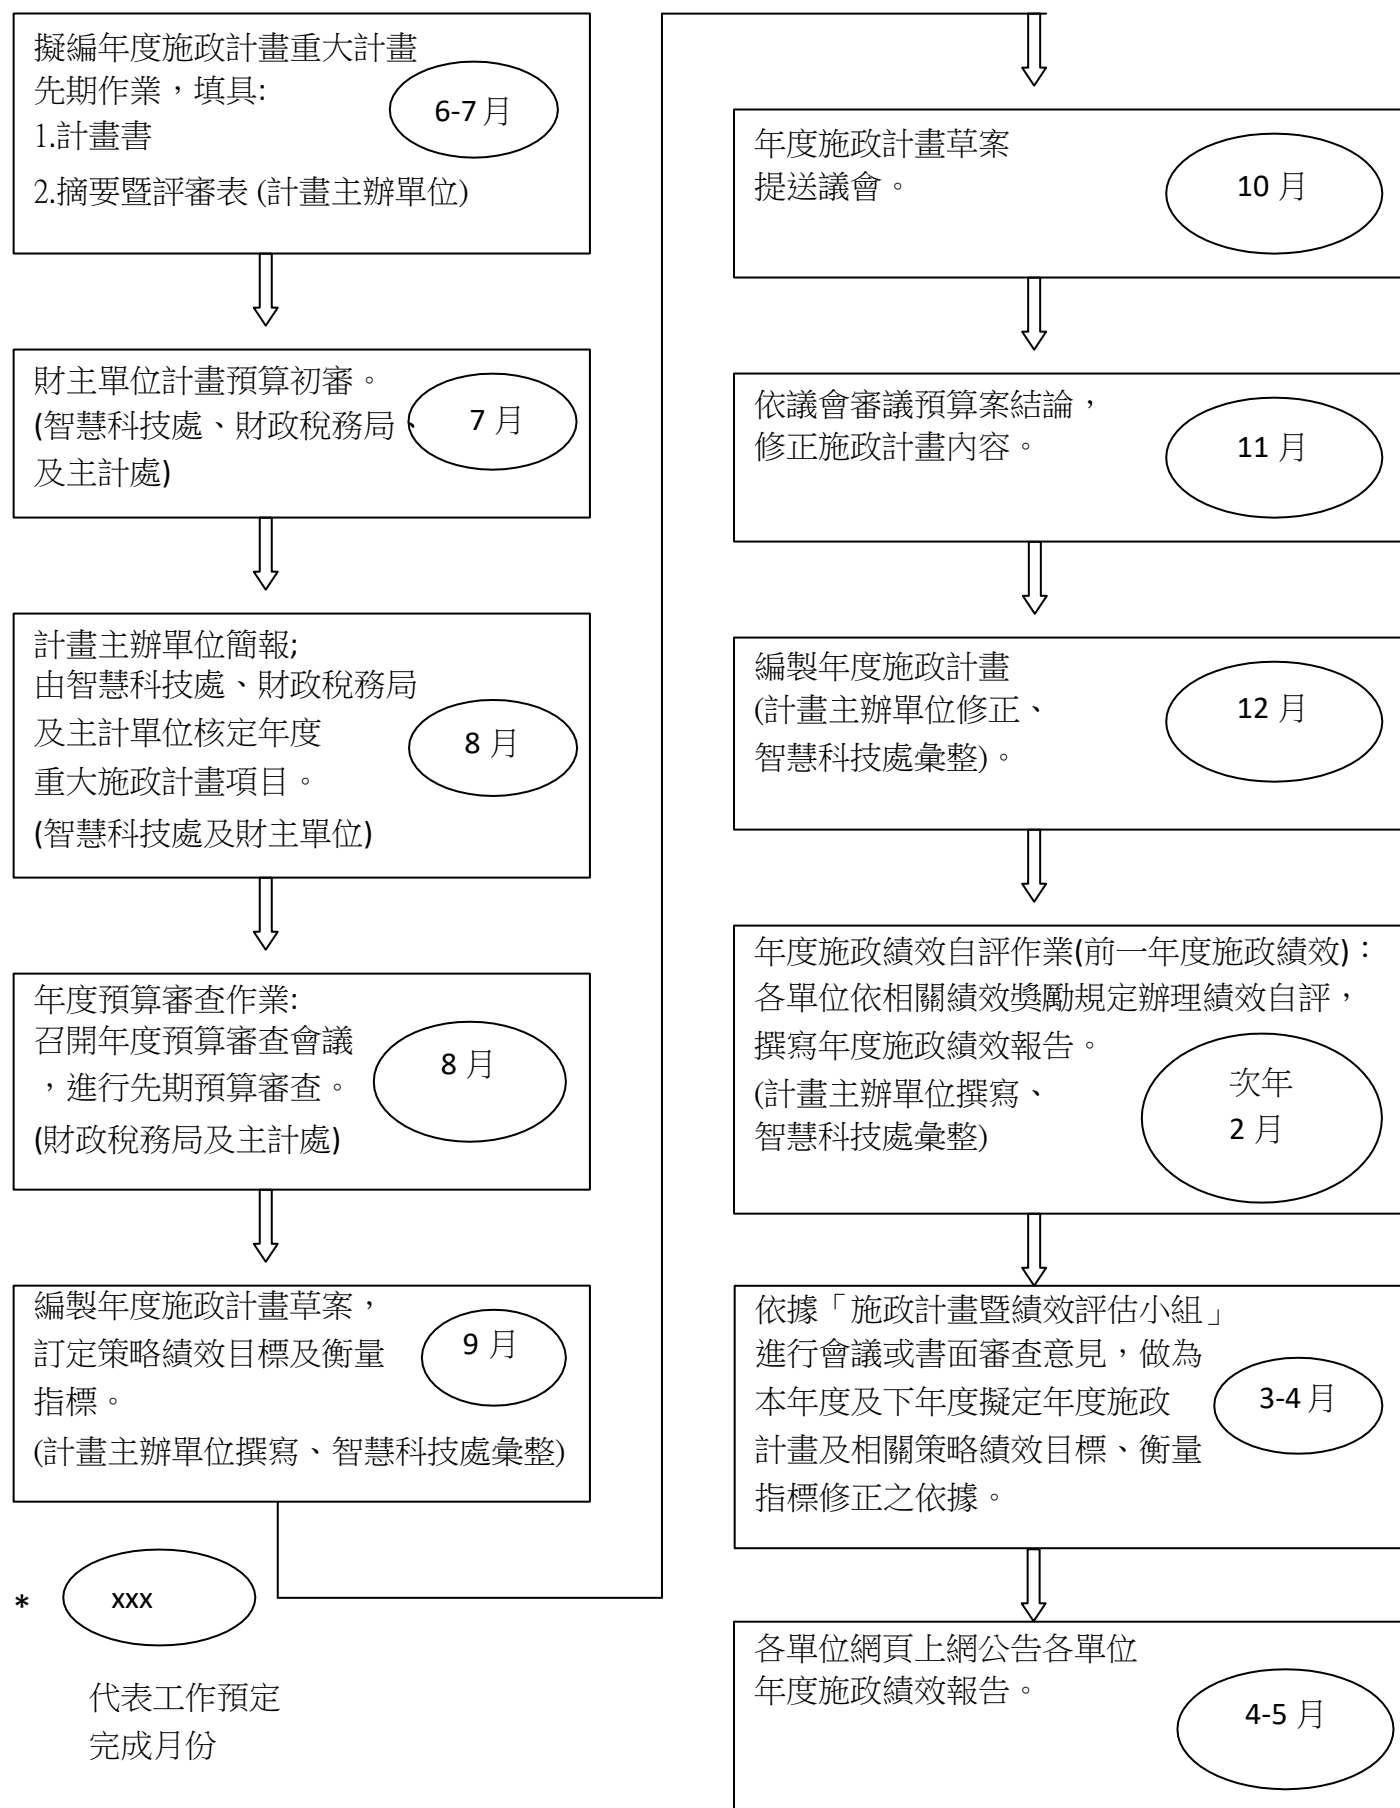 擬編年度施政計畫重大計畫
先期作業，填具:
1.計畫書
2.摘要暨評審表 (計畫主辦單位)
6-7 月
財主單位計畫預算初審。
(智慧科技處、財政稅務局、
及主計處)
7 月
計畫主辦單位簡報;
由智慧科技處、財政稅務局
及主計單位核定年度
重大施政計畫項目。
(智慧科技處及財主單位)
8 月
年度預算審查作業:
召開年度預算審查會議
，進行先期預算審查。
(財政稅務局及主計處)
8 月
編製年度施政計畫草案，
訂定策略績效目標及衡量
指標。
(計畫主辦單位撰寫、智慧科技處彙整)
9 月
* xxx
代表工作預定
完成月份
年度施政計畫草案
提送議會。
10 月
依議會審議預算案結論，
修正施政計畫內容。
11 月
編製年度施政計畫
(計畫主辦單位修正、
智慧科技處彙整)。
12 月
年度施政績效自評作業(前一年度施政績效)：
各單位依相關績效獎勵規定辦理績效自評，
撰寫年度施政績效報告。
(計畫主辦單位撰寫、
智慧科技處彙整)
次年
2 月
依據「施政計畫暨績效評估小組」
進行會議或書面審查意見，做為
本年度及下年度擬定年度施政
計畫及相關策略績效目標、衡量
指標修正之依據。
3-4 月
各單位網頁上網公告各單位
年度施政績效報告。
4-5 月